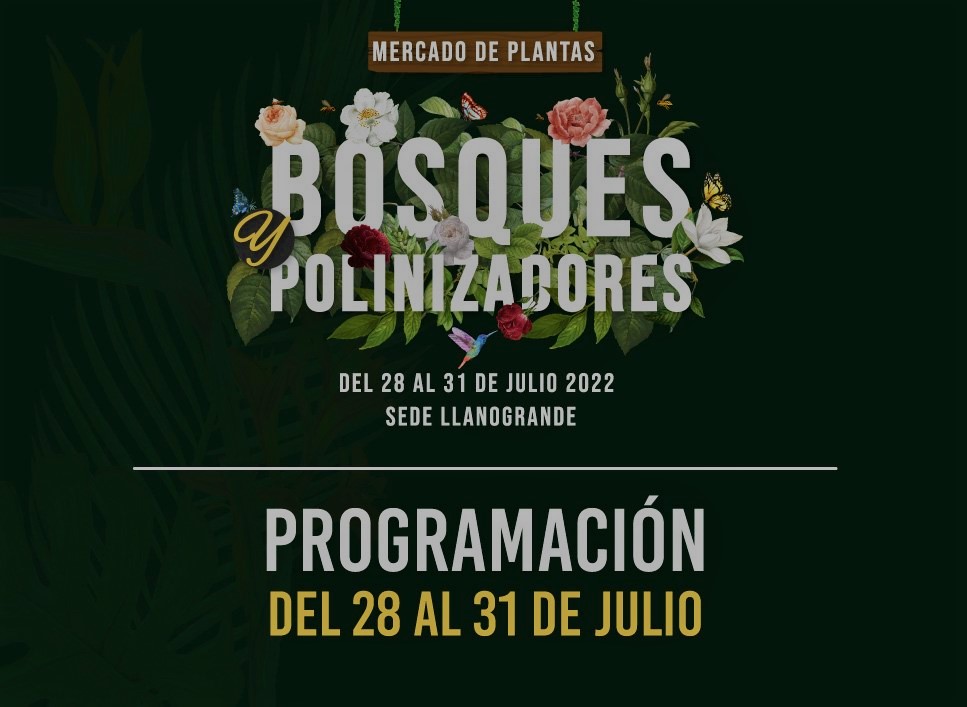 MERCADO DE PLANTAS
BOSQUES
y
POLINIZADORES
DEL 28 AL 31 DE JULIO 2022
SEDE LLANOGRANDE
PROGRAMACIÓN
DEL 28 AL 31 DE JULIO